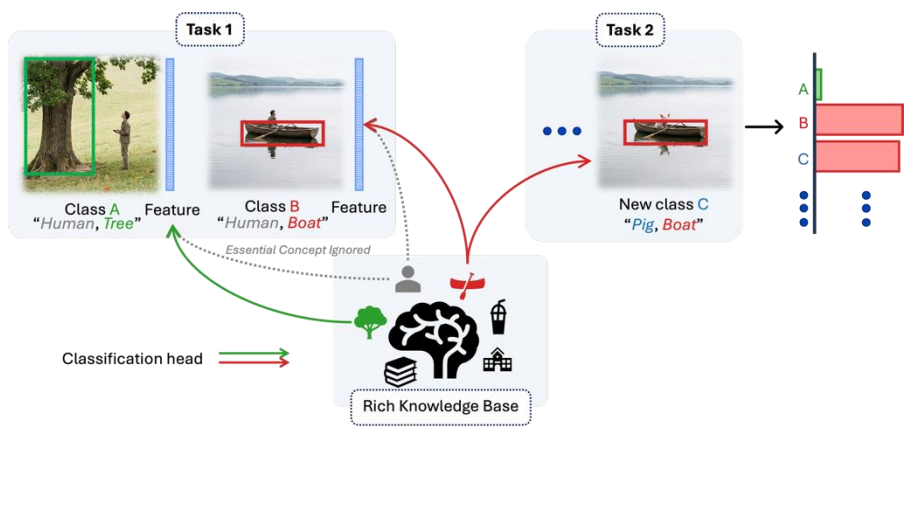 Task 1
Task 2
Class A
"Human, Tree"
Feature
Class B
"Human, Boat"
Feature
New class C
"Pig, Boat"
A
B
C
Essential Concept Ignored
Classification head
Rich Knowledge Base